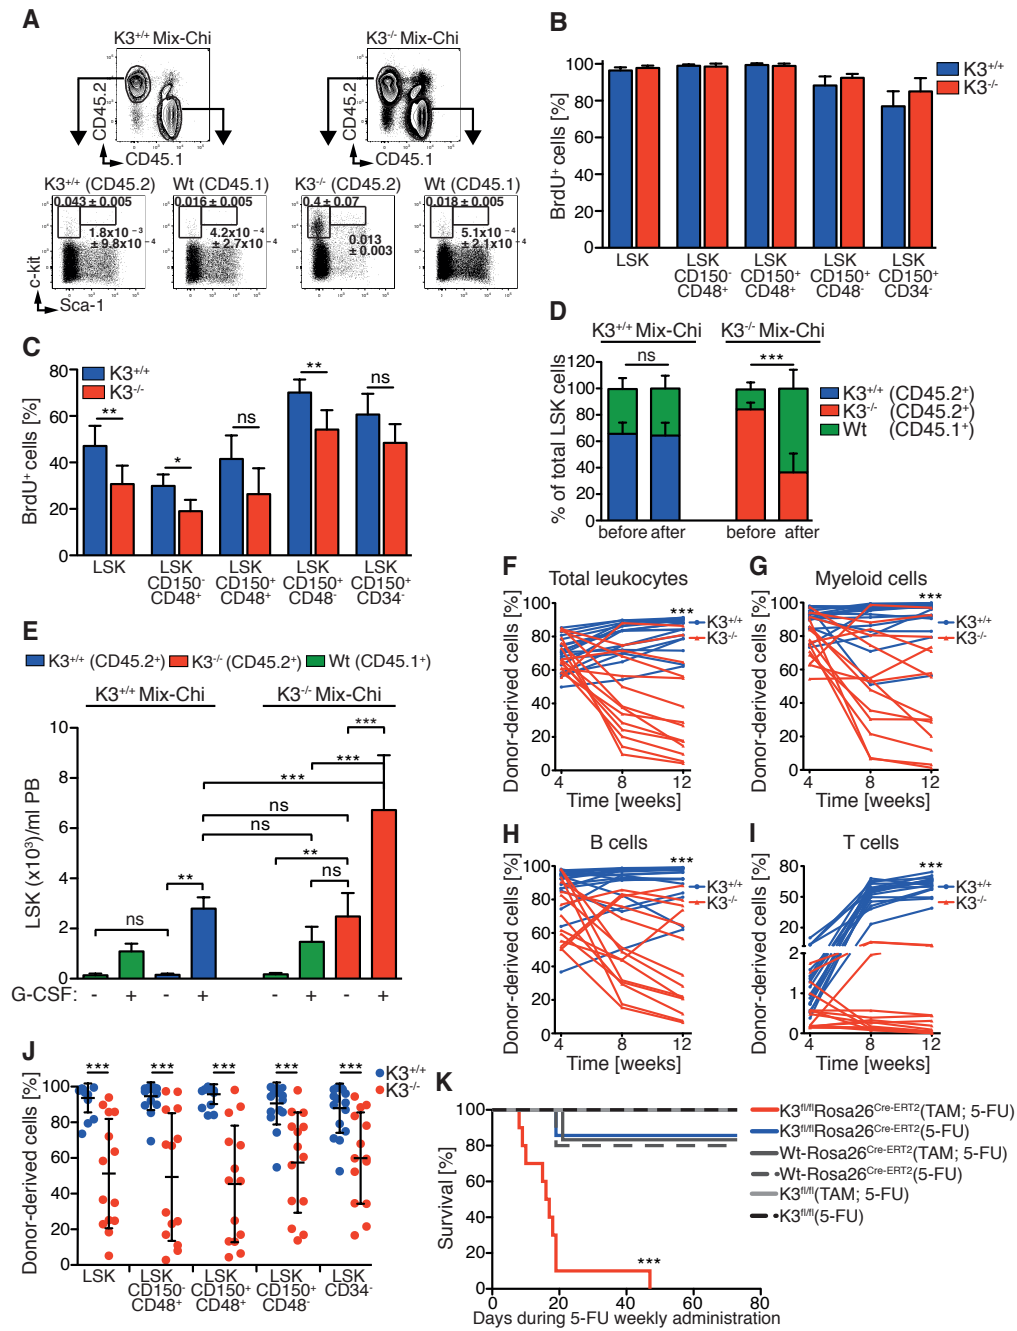 A
K3+/+ Mix-Chi
K3-/- Mix-Chi
CD45.2
CD45.1
CD45.2
CD45.1
K3+/+ (CD45.2)
Wt (CD45.1)
K3-/- (CD45.2)
Wt (CD45.1)
0.043 ± 0.005
0.016 ± 0.005
0.4 ± 0.07
0.018 ± 0.005
1.8x10 -3
± 9.8x10 -4
4.2x10 -4
± 2.7x10 -4
0.013
± 0.003
5.1x10 -4
± 2.1x10 -4
c-kit
Sca-1
B
BrdU+ cells [%]
100
80
60
40
20
0
K3+/+
K3-/-
LSK
LSK CD150- CD48+
LSK CD150+ CD48+
LSK CD150+ CD48-
LSK CD150+ CD34-
C
BrdU+ cells [%]
80
60
40
20
0
K3+/+
K3-/-
**
*
ns
**
ns
LSK
LSK CD150- CD48+
LSK CD150+ CD48+
LSK CD150+ CD48-
LSK CD150+ CD34-
D
K3+/+ Mix-Chi
K3-/- Mix-Chi
% of total LSK cells
120
100
80
60
40
20
0
ns
***
before after
before after
K3+/+ (CD45.2+)
K3-/- (CD45.2+)
Wt (CD45.1+)
E
K3+/+ (CD45.2+)
K3-/- (CD45.2+)
Wt (CD45.1+)
K3+/+ Mix-Chi
K3-/- Mix-Chi
LSK (x10³)/ml PB
10
8
6
4
2
0
***
***
***
ns
ns
**
**
ns
ns
G-CSF: - + - + - + - +
F
Total leukocytes
Donor-derived cells [%]
100
80
60
40
20
0
***
K3+/+
K3-/-
4 8 12
Time [weeks]
G
Myeloid cells
Donor-derived cells [%]
100
80
60
40
20
0
***
K3+/+
K3-/-
4 8 12
Time [weeks]
H
B cells
Donor-derived cells [%]
100
80
60
40
20
0
***
K3+/+
K3-/-
4 8 12
Time [weeks]
I
T cells
Donor-derived cells [%]
80
50
20
2
2
1
0
***
K3+/+
K3-/-
4 8 12
Time [weeks]
J
Donor-derived cells [%]
100
80
60
40
20
0
*** *** *** *** ***
K3+/+
K3-/-
LSK
LSK CD150- CD48+
LSK CD150+ CD48+
LSK CD150+ CD48-
LSK CD34-
K
Survival [%]
100
80
60
40
20
0
***
0 20 40 60 80
Days during 5-FU weekly administration
K3fl/flRosa26Cre-ERT2(TAM; 5-FU)
K3fl/flRosa26Cre-ERT2(5-FU)
Wt-Rosa26Cre-ERT2(TAM; 5-FU)
Wt-Rosa26Cre-ERT2(5-FU)
K3fl/fl(TAM; 5-FU)
K3fl/fl(5-FU)